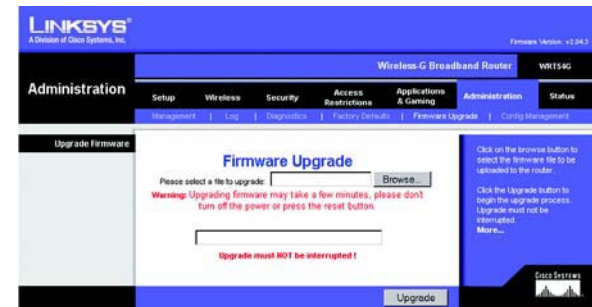 LINKSYS®
A Division of Cisco Systems, Inc.
Firmware Version: v2.04.3
Wireless-G Broadband Router WRT54G
Administration
Setup Wireless Security Access Restrictions Applications & Gaming Administration Status
Management | Log | Diagnostics | Factory Defaults | Firmware Upgrade | Config Management
Upgrade Firmware
Firmware Upgrade
Please select a file to upgrade: Browse...
Warning: Upgrading firmware may take a few minutes, please don't
turn off the power or press the reset button.
Upgrade must NOT be interrupted !
Upgrade
Click on the browse button to
select the firmware file to be
uploaded to the
router.
Click the Upgrade button to
begin the upgrade process.
Upgrade must not be
interrupted.
More...
CISCO SYSTEMS